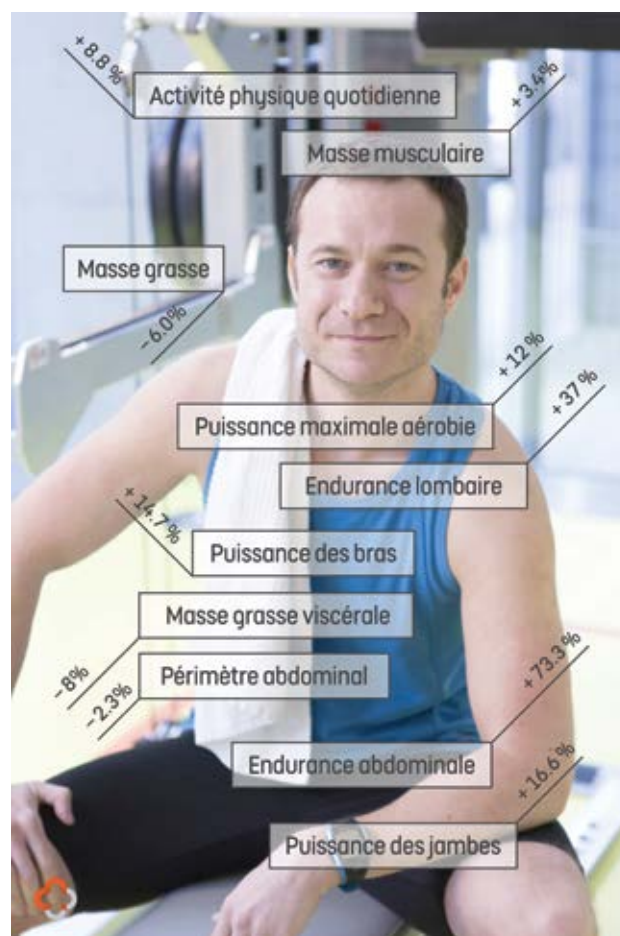 + 8.8 %
Activité physique quotidienne
+ 3.4%
Masse musculaire
Masse grasse
- 6.0%
+ 12 %
Puissance maximale aérobie
+ 37 %
Endurance lombaire
+ 14.7 %
Puissance des bras
Masse grasse viscérale
- 8%
Périmètre abdominal
- 2.3%
+ 73.3 %
Endurance abdominale
+ 16.6 %
Puissance des jambes